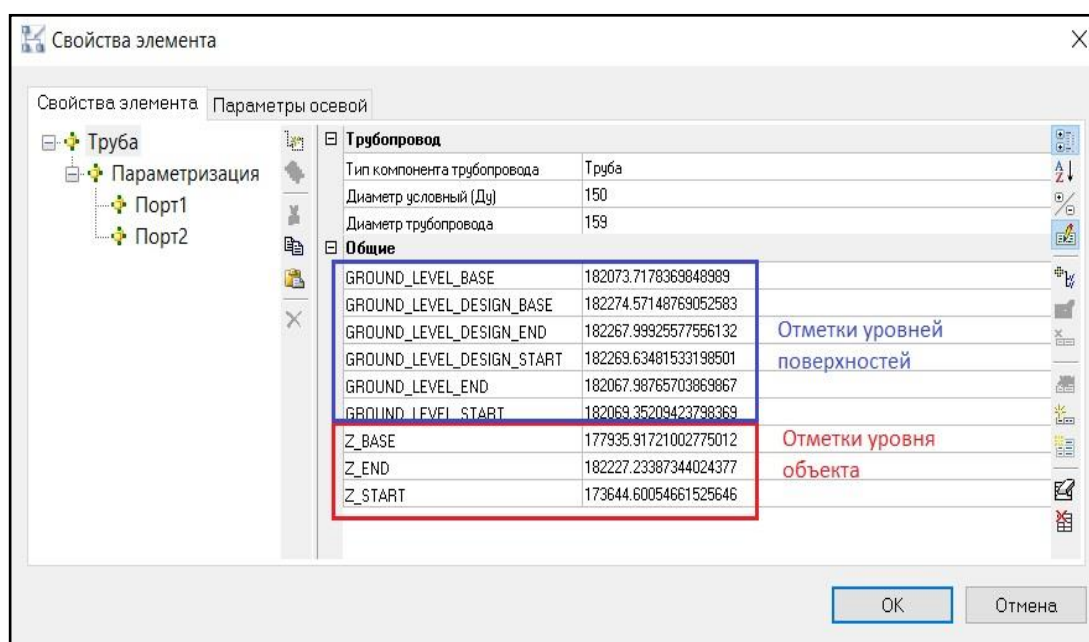 Свойства элемента
Свойства элемента Параметры осевой
Труба
Параметризация
Порт1
Порт2
Трубопровод
Тип компонента трубопровода Труба
Диаметр условный (Ду) 150
Диаметр трубопровода 159
Общие
GROUND_LEVEL_BASE 182073.7178369848989
GROUND_LEVEL_DESIGN_BASE 182274.57148769052583
GROUND_LEVEL_DESIGN_END 182267.99925577556132
GROUND_LEVEL_DESIGN_START 182269.63481533198501
GROUND_LEVEL_END 182067.98765703869867
GROUND_LEVEL_START 182069.35209423798369
Отметки уровней
поверхностей
Z_BASE 177935.91721002775012
Z_END 182227.23387344024377
Z_START 173644.60054661525646
Отметки уровня
объекта
OK Отмена